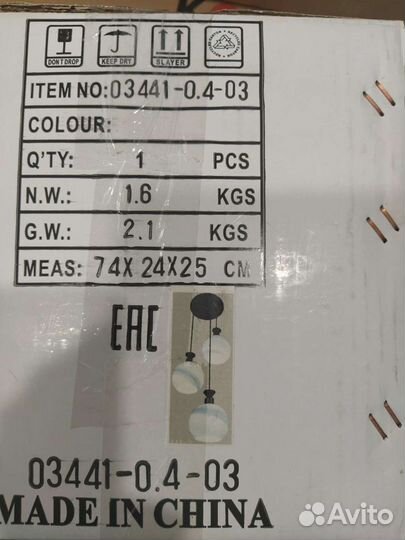 DON'T DROP KEEP DRY 5LAYER
ITEM NO: 03441-0.4-03
COLOUR:
Q'TY: 1 PCS
N.W.: 1.6 KGS
G.W.: 2.1 KGS
MEAS: 74X24X25 CM
EAC
03441-0.4-03
MADE IN CHINA
Avito